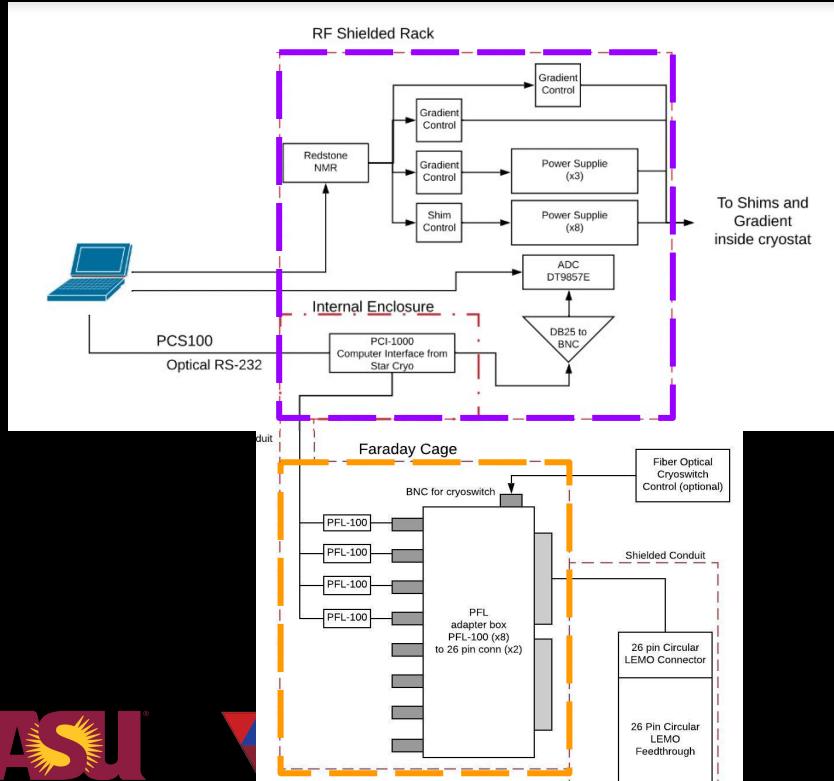 RF Shielded Rack
Gradient
Control
Gradient
Control
Redstone
NMR
Gradient
Control
Power Supplie
(x3)
Shim
Control
Power Supplie
(x8)
To Shims and
Gradient
inside cryostat
ADC
DT9857E
Internal Enclosure
DB25 to
BNC
PCS100
Optical RS-232
PCI-1000
Computer Interface from
Star Cryo
duit
Faraday Cage
Fiber Optical
Cryoswitch
Control (optional)
BNC for cryoswitch
PFL-100
PFL-100
PFL-100
PFL-100
Shielded Conduit
PFL
adapter box
PFL-100 (x8)
to 26 pin conn (x2)
26 pin Circular
LEMO Connector
26 Pin Circular
LEMO
Feedthrough
ASU